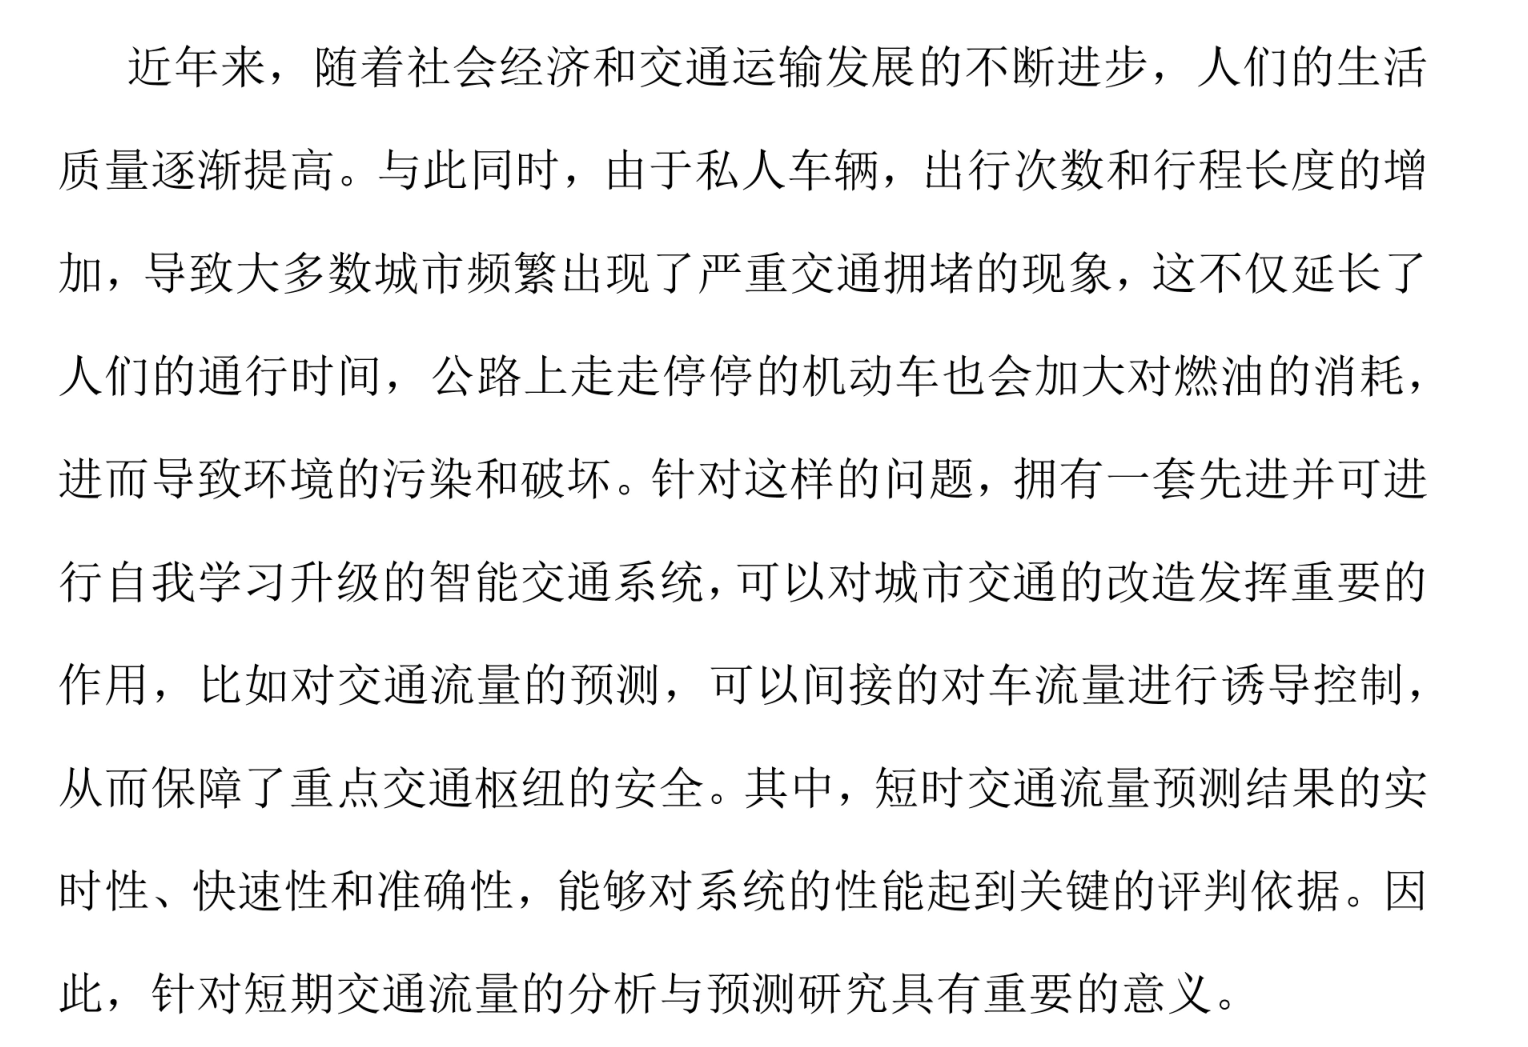 近年来，随着社会经济和交通运输发展的不断进步，人们的生活
质量逐渐提高。与此同时，由于私人车辆，出行次数和行程长度的增
加，导致大多数城市频繁出现了严重交通拥堵的现象，这不仅延长了
人们的通行时间，公路上走走停停的机动车也会加大对燃油的消耗，
进而导致环境的污染和破坏。针对这样的问题，拥有一套先进并可进
行自我学习升级的智能交通系统，可以对城市交通的改造发挥重要的
作用，比如对交通流量的预测，可以间接的对车流量进行诱导控制，
从而保障了重点交通枢纽的安全。其中，短时交通流量预测结果的实
时性、快速性和准确性，能够对系统的性能起到关键的评判依据。因
此，针对短期交通流量的分析与预测研究具有重要的意义。